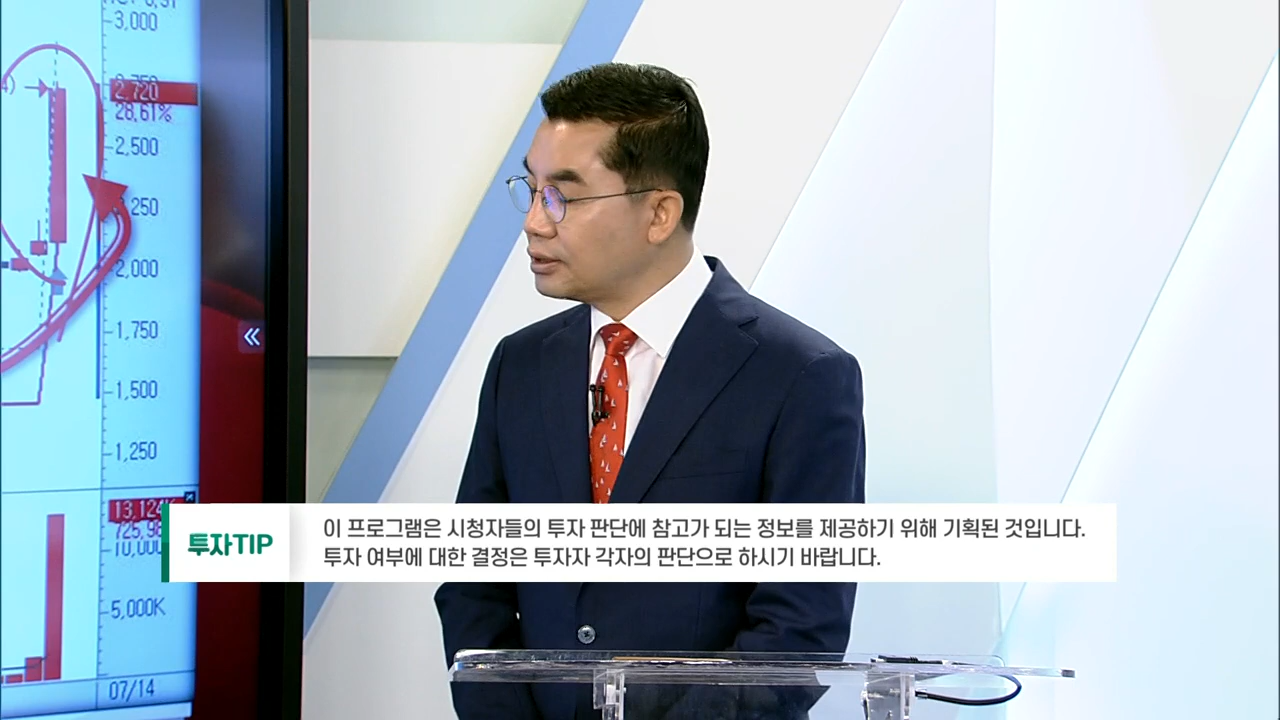 3,000
2,720
28,61%
2,500
250
2,000
1,750
1,500
1,250
10,000
5,000K
07/14
투자TIP
이 프로그램은 시청자들의 투자 판단에 참고가 되는 정보를 제공하기 위해 기획된 것입니다.
투자 여부에 대한 결정은 투자자 각자의 판단으로 하시기 바랍니다.